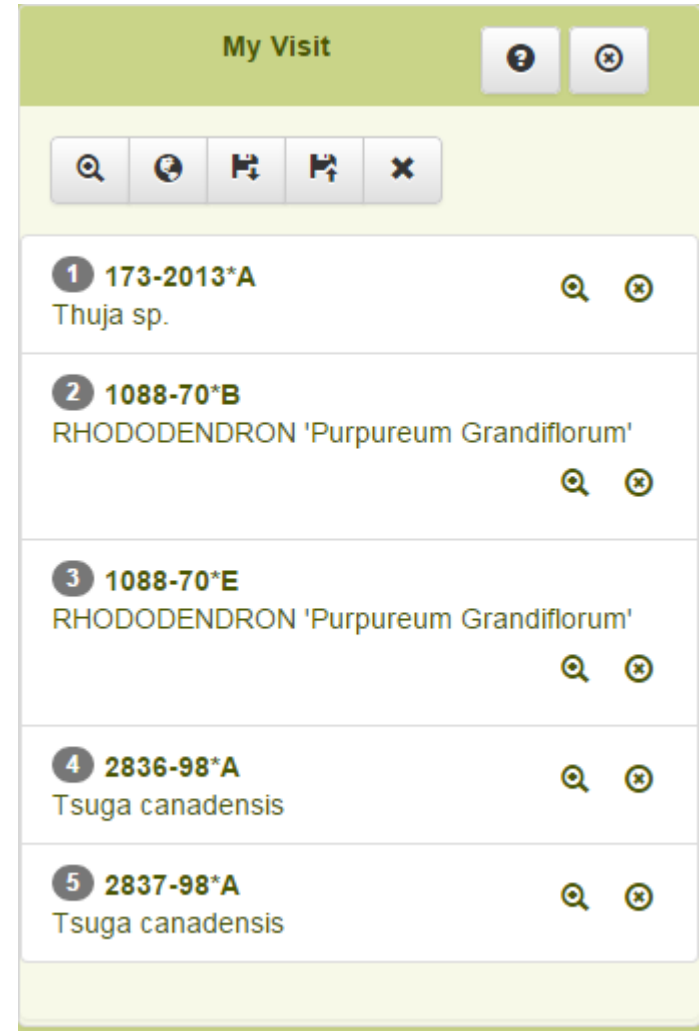 My Visit
1 173-2013*A
Thuja sp.
2 1088-70*B
RHODODENDRON 'Purpureum Grandiflorum'
3 1088-70*E
RHODODENDRON 'Purpureum Grandiflorum'
4 2836-98*A
Tsuga canadensis
5 2837-98*A
Tsuga canadensis